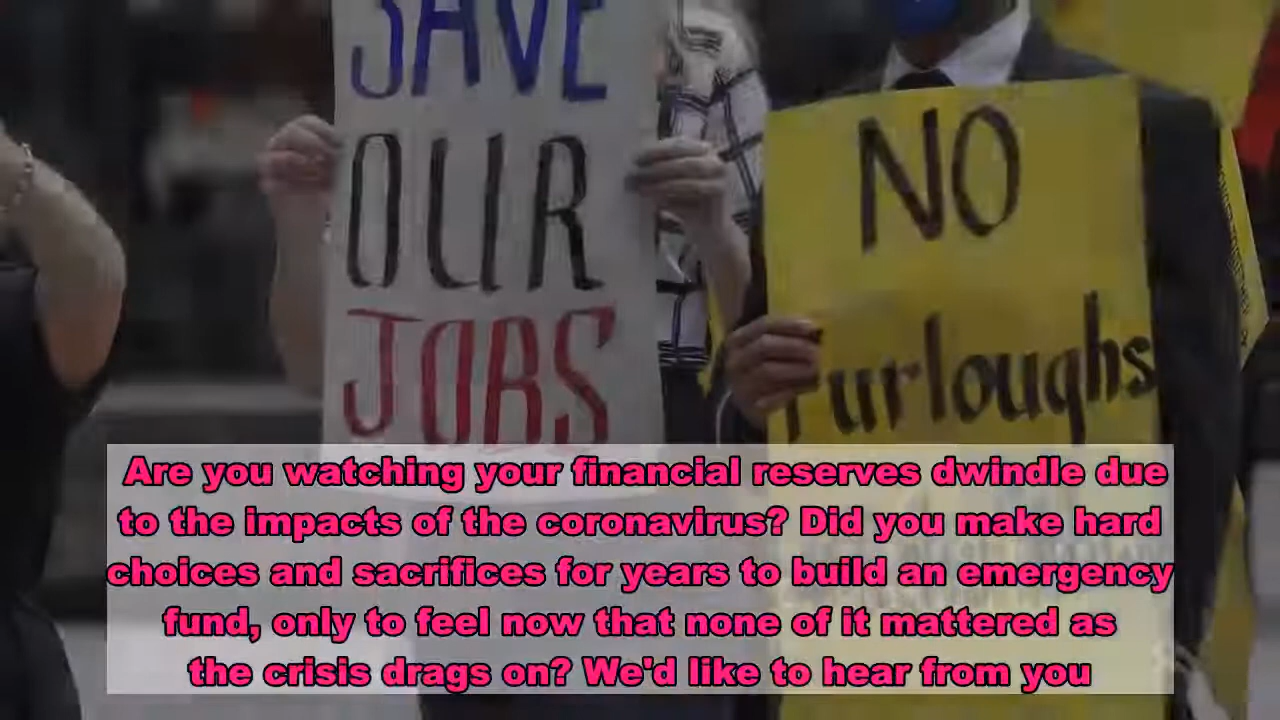 SAVE
OUR
JOBS
NO
Furloughs
Are you watching your financial reserves dwindle due
to the impacts of the coronavirus? Did you make hard
choices and sacrifices for years to build an emergency
fund, only to feel now that none of it mattered as
the crisis drags on? We'd like to hear from you